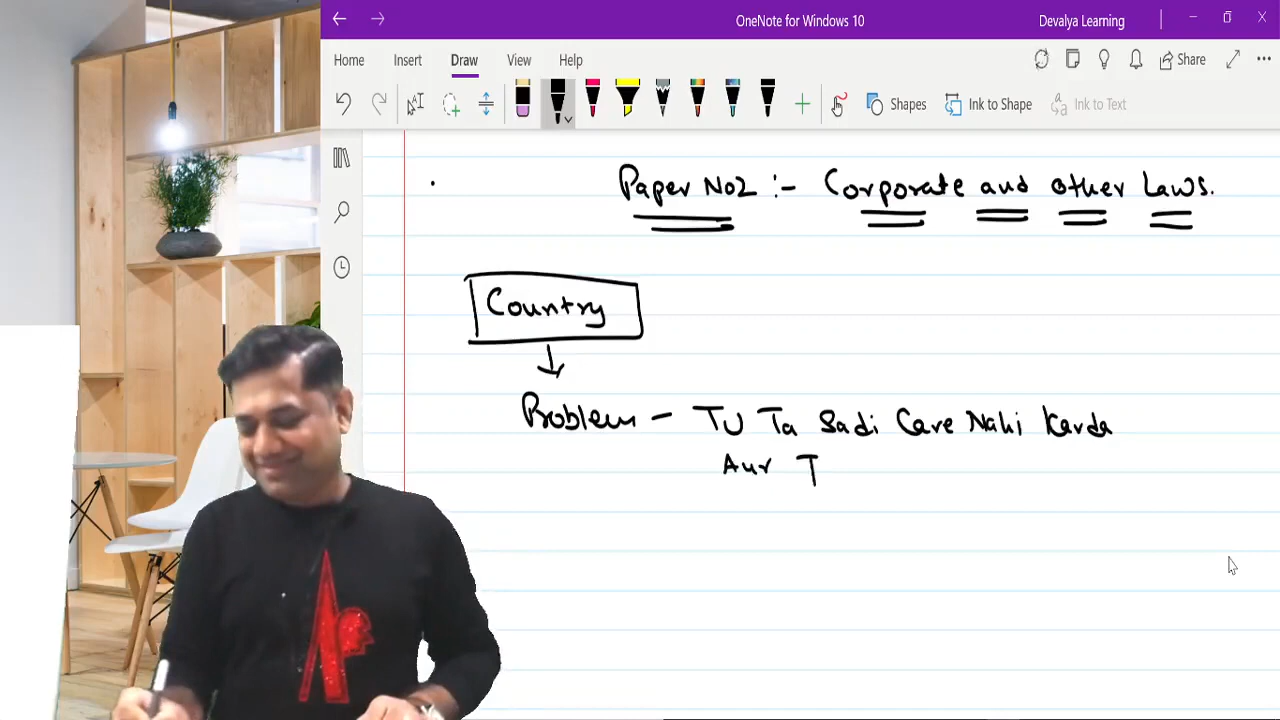 OneNote for Windows 10
Devalya Learning
Home Insert Draw View Help
Share
Shapes Ink to Shape Ink to Text
Paper No2 :- Corporate and other Laws.
Country
Problem - TU Ta Sadi Care Nahi Karda
Aur T